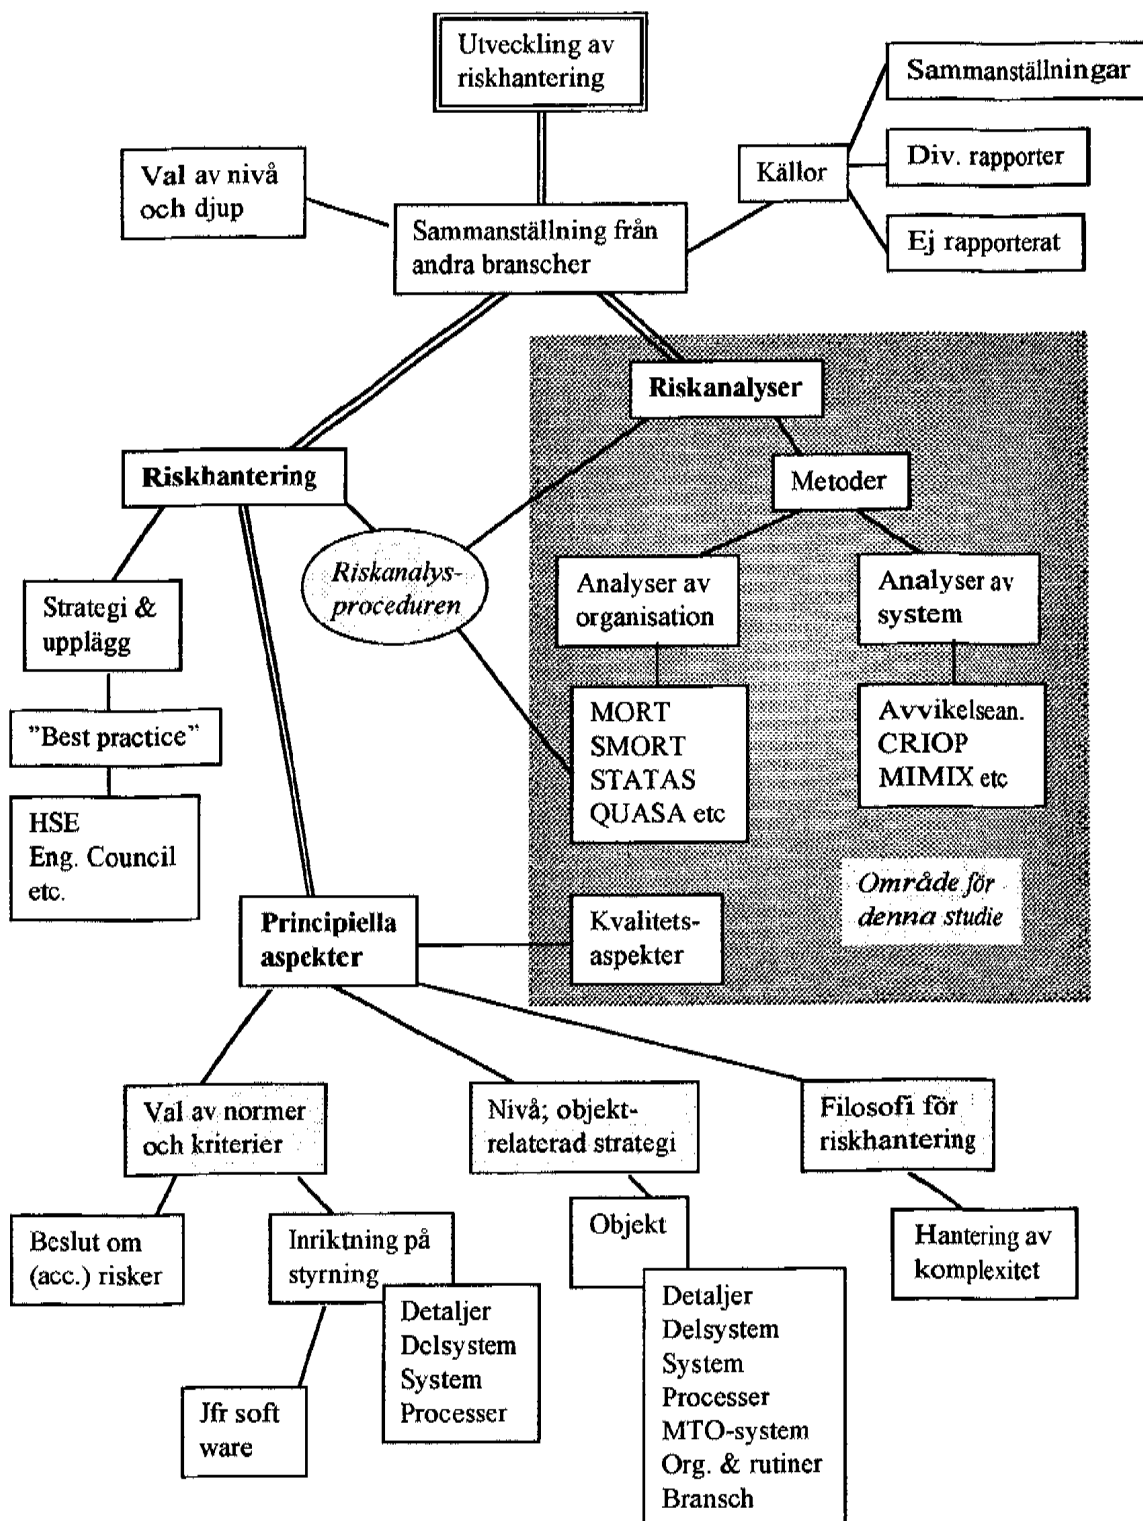 Utveckling av
riskhantering
Sammanställningar
Div. rapporter
Källor
Ej rapporterat
Val av nivå
och djup
Sammanställning från
andra branscher
Riskanalyser
Riskhantering
Metoder
Riskanalys-
proceduren
Analyser av
organisation
Analyser av
system
Strategi &
upplägg
MORT
SMORT
STATAS
QUASA etc
Avvikelsean.
CRIOP
MIMIX etc
"Best practice"
HSE
Eng. Council
etc.
Område för
denna studie
Principiella
aspekter
Kvalitets-
aspekter
Val av normer
och kriterier
Nivå; objekt-
relaterad strategi
Filosofi för
riskhantering
Beslut om
(acc.) risker
Inriktning på
styrning
Objekt
Hantering av
komplexitet
Detaljer
Delsystem
System
Processer
Detaljer
Delsystem
System
Processer
MTO-system
Org. & rutiner
Bransch
Jfr soft
ware